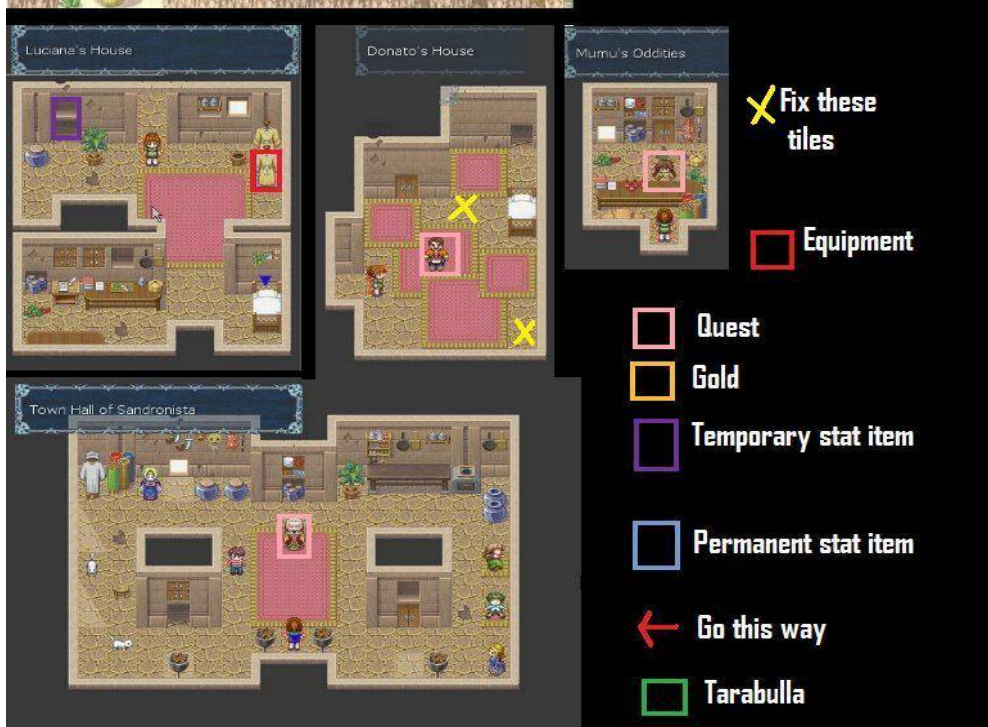 Luciana's House
Donato's House
Mumu's Oddities
Fix these
tiles
Equipment
Quest
Gold
Town Hall of Sandronista
Temporary stat item
Permanent stat item
Go this way
Tarabulla